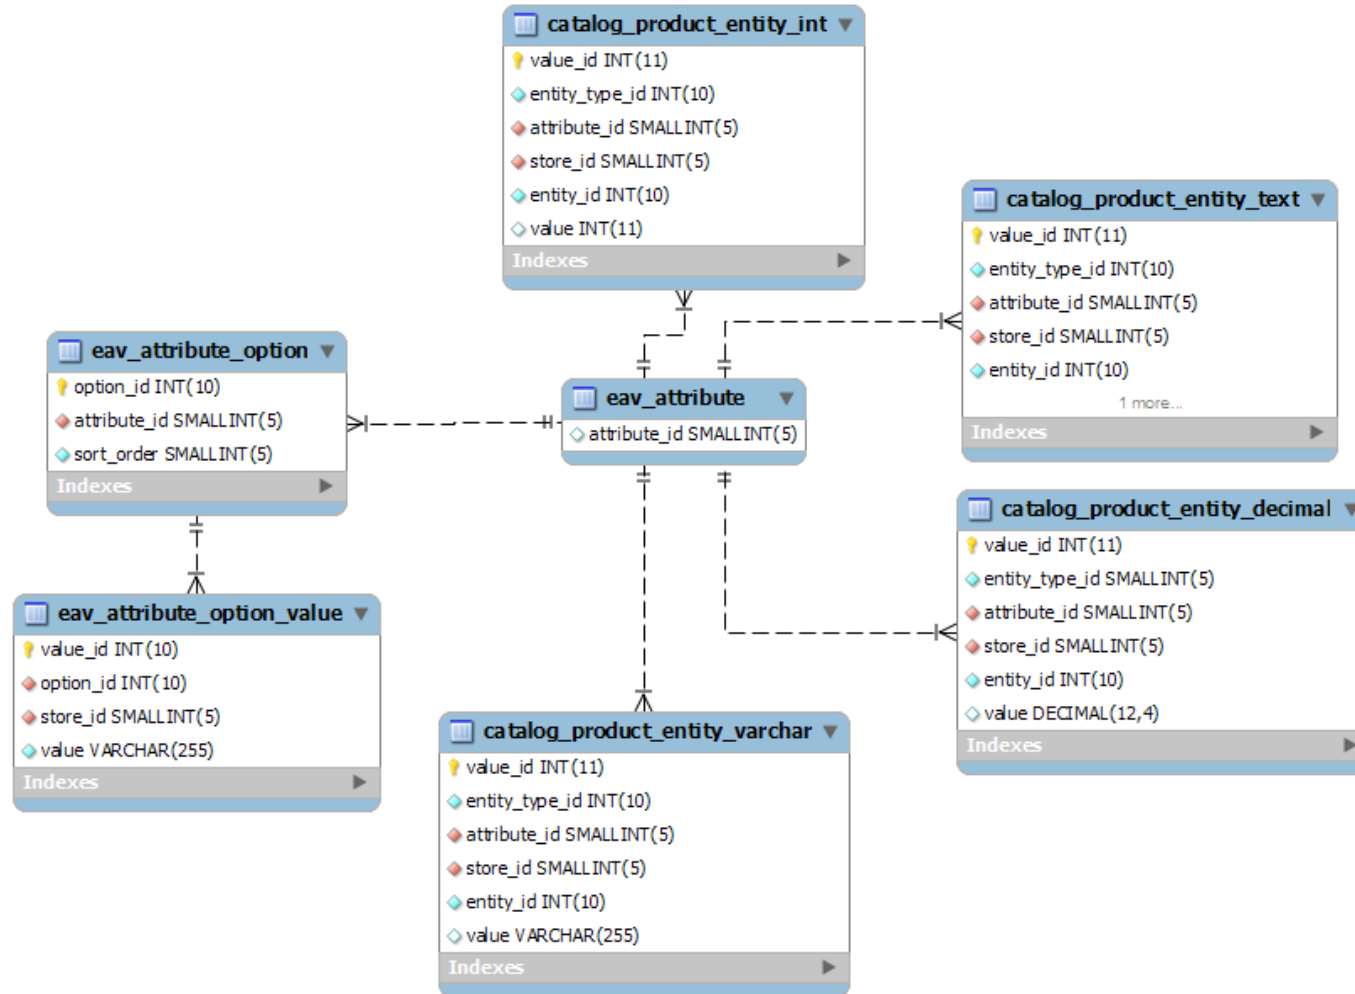 catalog_product_entity_int
value_id INT(11)
entity_type_id INT(10)
attribute_id SMALLINT(5)
store_id SMALLINT(5)
entity_id INT(10)
value INT(11)
Indexes
catalog_product_entity_text
value_id INT(11)
entity_type_id INT(10)
attribute_id SMALLINT(5)
store_id SMALLINT(5)
entity_id INT(10)
1 more...
Indexes
eav_attribute_option
option_id INT(10)
attribute_id SMALLINT(5)
sort_order SMALLINT(5)
Indexes
eav_attribute
attribute_id SMALLINT(5)
catalog_product_entity_decimal
value_id INT(11)
entity_type_id SMALLINT(5)
attribute_id SMALLINT(5)
store_id SMALLINT(5)
entity_id INT(10)
value DECIMAL(12,4)
Indexes
eav_attribute_option_value
value_id INT(10)
option_id INT(10)
store_id SMALLINT(5)
value VARCHAR(255)
Indexes
catalog_product_entity_varchar
value_id INT(11)
entity_type_id INT(10)
attribute_id SMALLINT(5)
store_id SMALLINT(5)
entity_id INT(10)
value VARCHAR(255)
Indexes